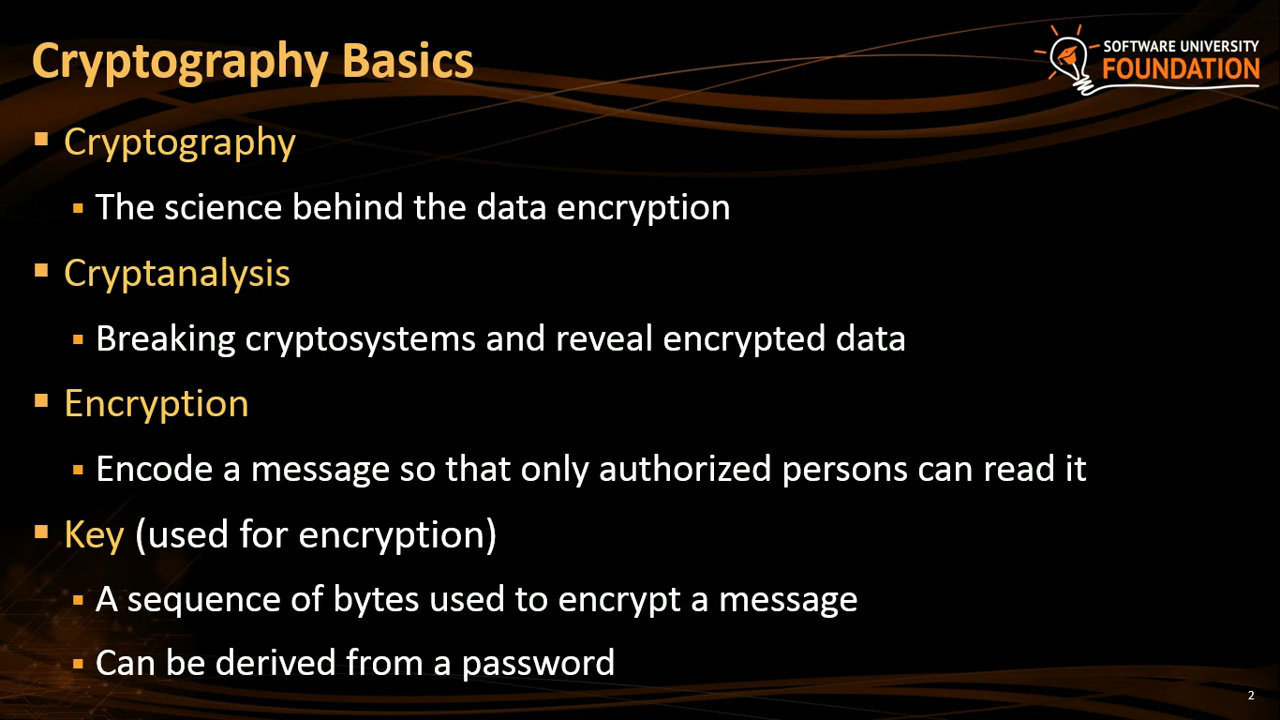 Cryptography Basics
SOFTWARE UNIVERSITY
FOUNDATION
Cryptography
The science behind the data encryption
Cryptanalysis
Breaking cryptosystems and reveal encrypted data
Encryption
Encode a message so that only authorized persons can read it
Key (used for encryption)
A sequence of bytes used to encrypt a message
Can be derived from a password
2